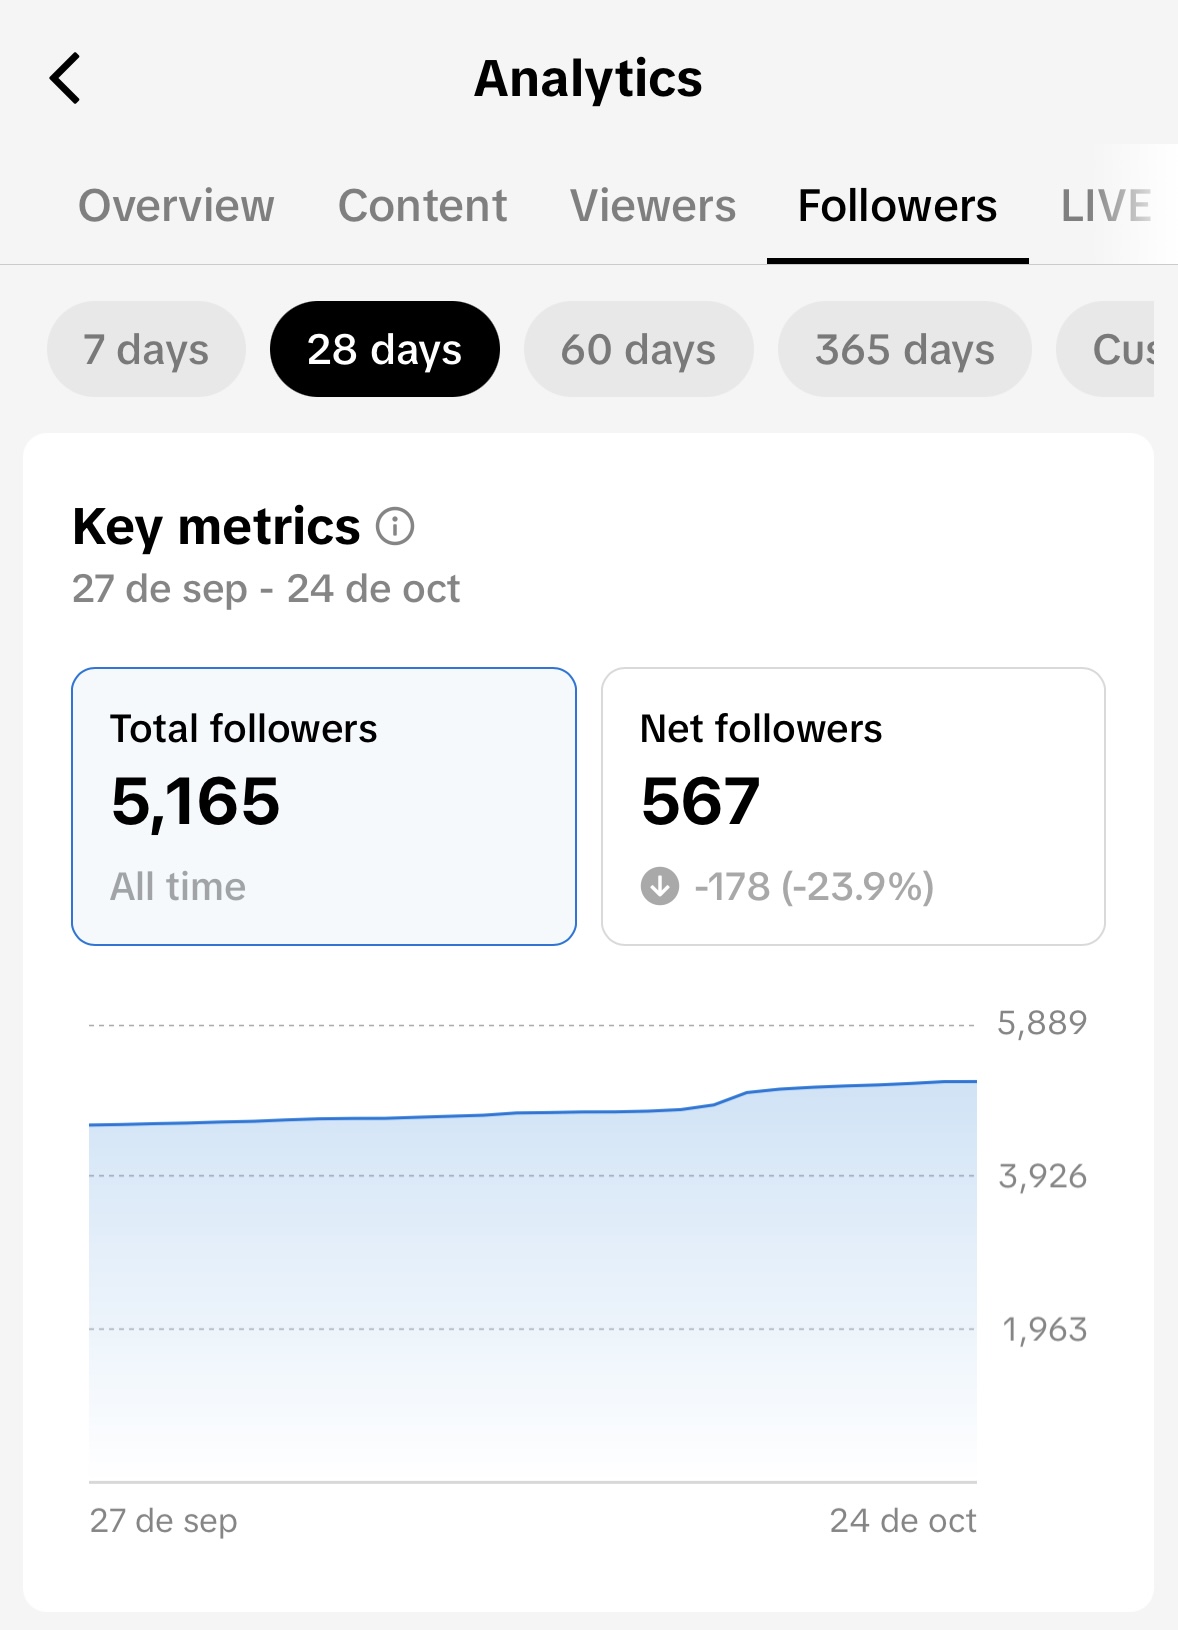 Analytics
Overview Content Viewers Followers LIVE
7 days 28 days 60 days 365 days Cus
Key metrics
27 de sep - 24 de oct
Total followers
5,165
All time
Net followers
567
-178 (-23.9%)
5,889
3,926
1,963
27 de sep 24 de oct